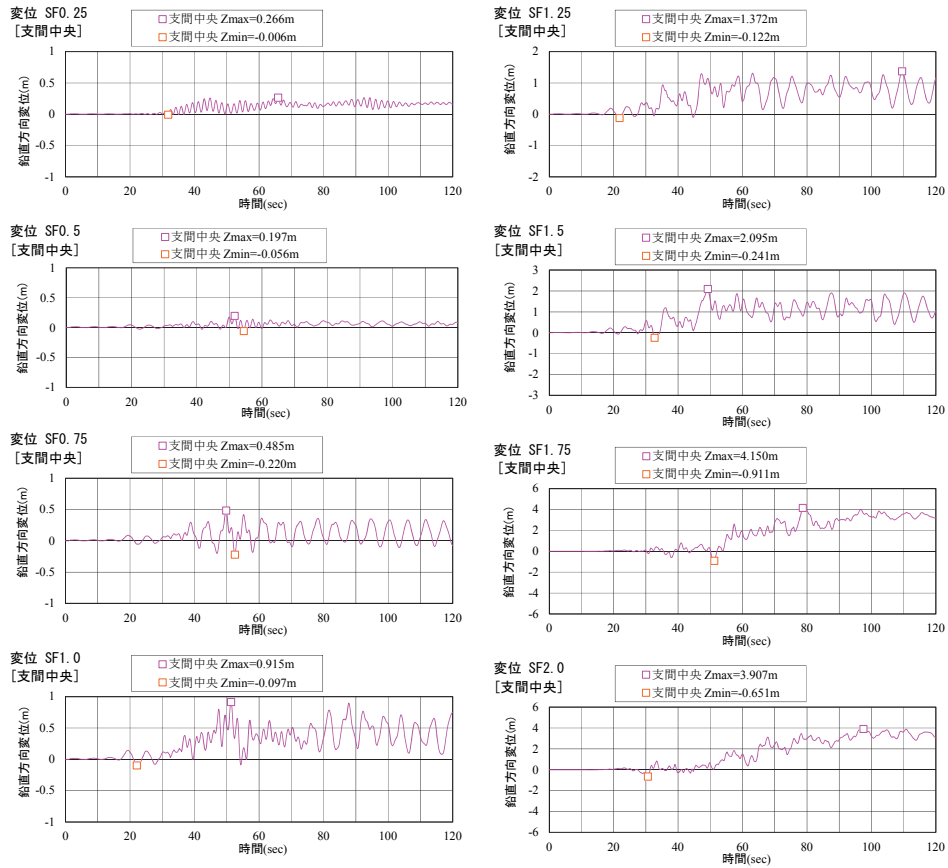 変位 SF0.25
[支間中央]
支間中央 Zmax=0.266m
支間中央 Zmin=-0.006m
鉛直方向変位(m)
1
0.5
0
-0.5
-1
0 20 40 60 80 100 120
時間(sec)
変位 SF0.5
[支間中央]
支間中央 Zmax=0.197m
支間中央 Zmin=-0.056m
鉛直方向変位(m)
1
0.5
0
-0.5
-1
0 20 40 60 80 100 120
時間(sec)
変位 SF0.75
[支間中央]
支間中央 Zmax=0.485m
支間中央 Zmin=-0.220m
鉛直方向変位(m)
1
0.5
0
-0.5
-1
0 20 40 60 80 100 120
時間(sec)
変位 SF1.0
[支間中央]
支間中央 Zmax=0.915m
支間中央 Zmin=-0.097m
鉛直方向変位(m)
1
0.5
0
-0.5
-1
0 20 40 60 80 100 120
時間(sec)
変位 SF1.25
[支間中央]
支間中央 Zmax=1.372m
支間中央 Zmin=-0.122m
鉛直方向変位(m)
2
1
0
-1
-2
0 20 40 60 80 100 120
時間(sec)
変位 SF1.5
[支間中央]
支間中央 Zmax=2.095m
支間中央 Zmin=-0.241m
鉛直方向変位(m)
3
2
1
0
-1
-2
-3
0 20 40 60 80 100 120
時間(sec)
変位 SF1.75
[支間中央]
支間中央 Zmax=4.150m
支間中央 Zmin=-0.911m
鉛直方向変位(m)
6
4
2
0
-2
-4
-6
0 20 40 60 80 100 120
時間(sec)
変位 SF2.0
[支間中央]
支間中央 Zmax=3.907m
支間中央 Zmin=-0.651m
鉛直方向変位(m)
6
4
2
0
-2
-4
-6
0 20 40 60 80 100 120
時間(sec)